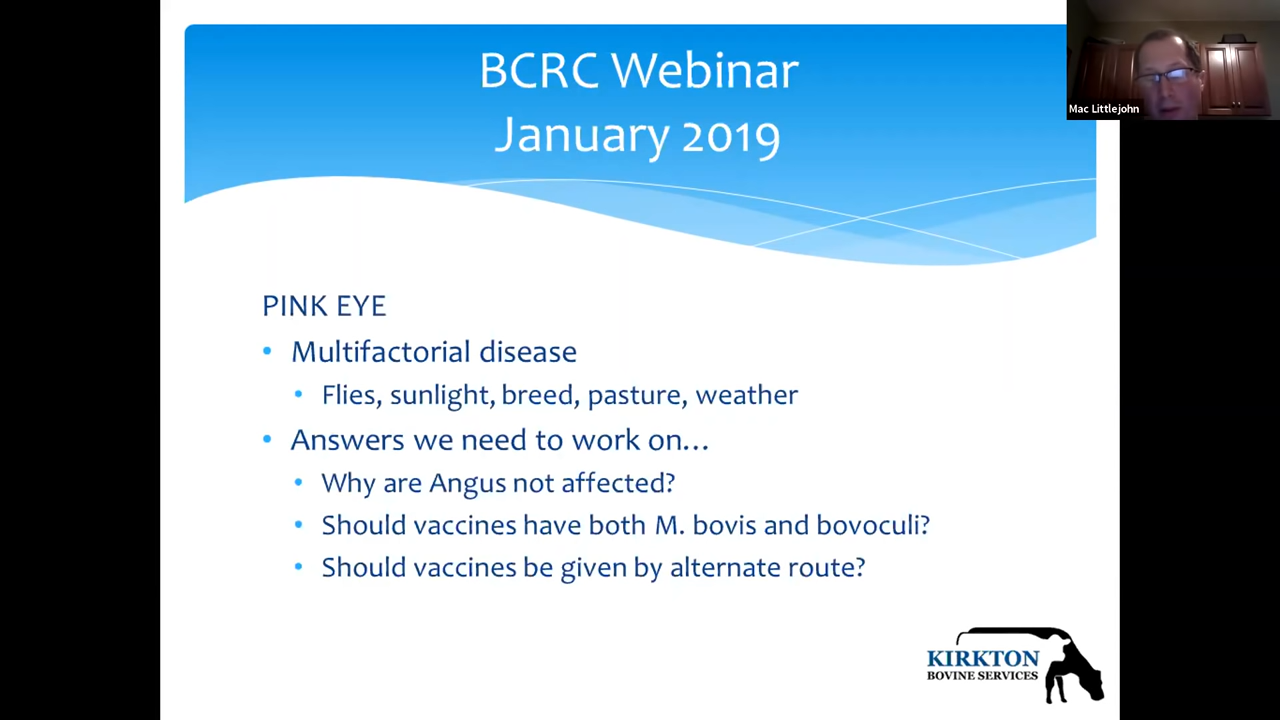 BCRC Webinar
January 2019
Mac Littlejohn
PINK EYE
• Multifactorial disease
• Flies, sunlight, breed, pasture, weather
• Answers we need to work on…
• Why are Angus not affected?
• Should vaccines have both M. bovis and bovoculi?
• Should vaccines be given by alternate route?
KIRKTON
BOVINE SERVICES